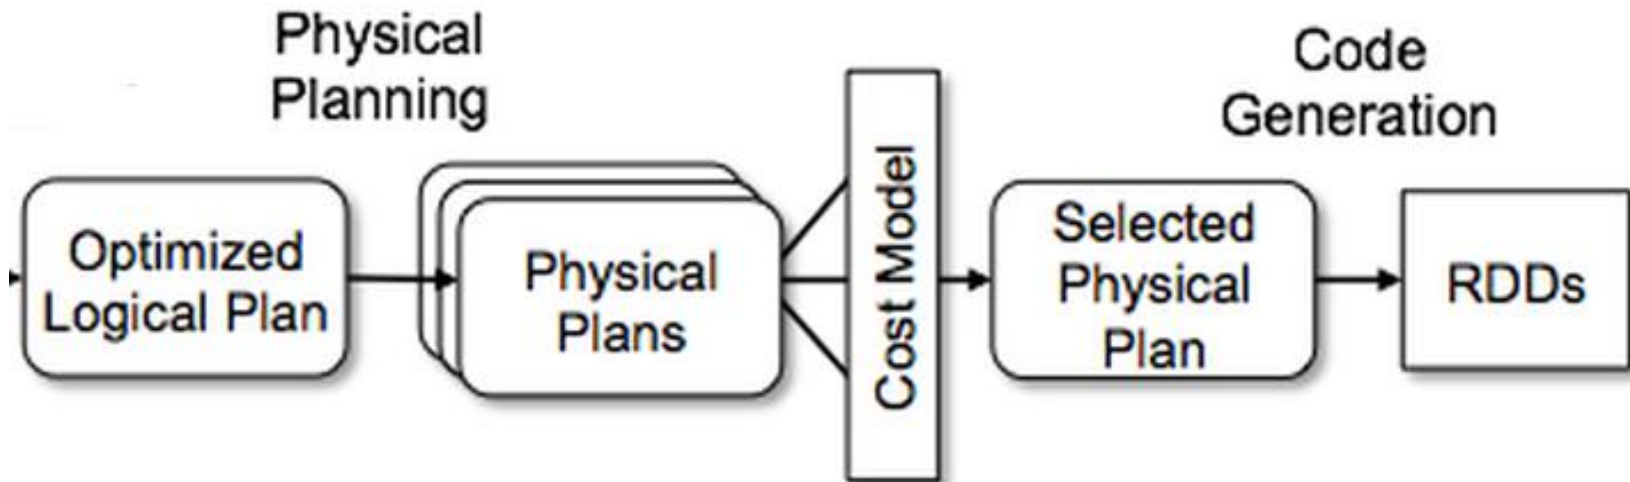 Physical
Planning
Code
Generation
Optimized
Logical Plan
Physical
Plans
Cost Model
Selected
Physical
Plan
RDDs